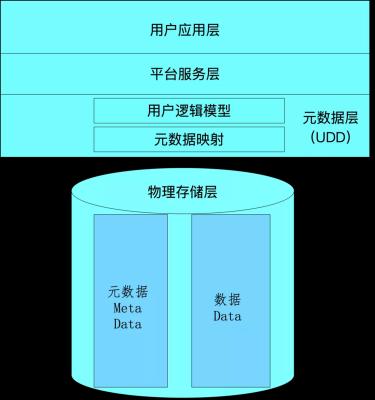 用户应用层
平台服务层
用户逻辑模型
元数据映射
元数据层
（UDD）
物理存储层
元数据
Meta
Data
数据
Data